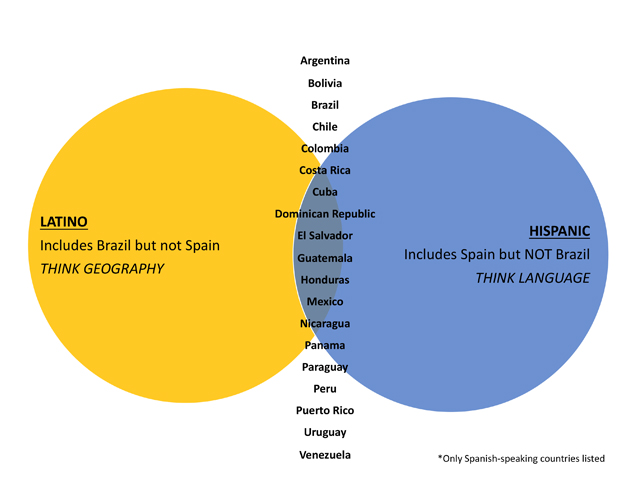 Argentina
Bolivia
Brazil
Chile
Colombia
Costa Rica
Cuba
Dominican Republic
El Salvador
Guatemala
Honduras
Mexico
Nicaragua
Panama
Paraguay
Peru
Puerto Rico
Uruguay
Venezuela
LATINO
Includes Brazil but not Spain
THINK GEOGRAPHY
HISPANIC
Includes Spain but NOT Brazil
THINK LANGUAGE
*Only Spanish-speaking countries listed